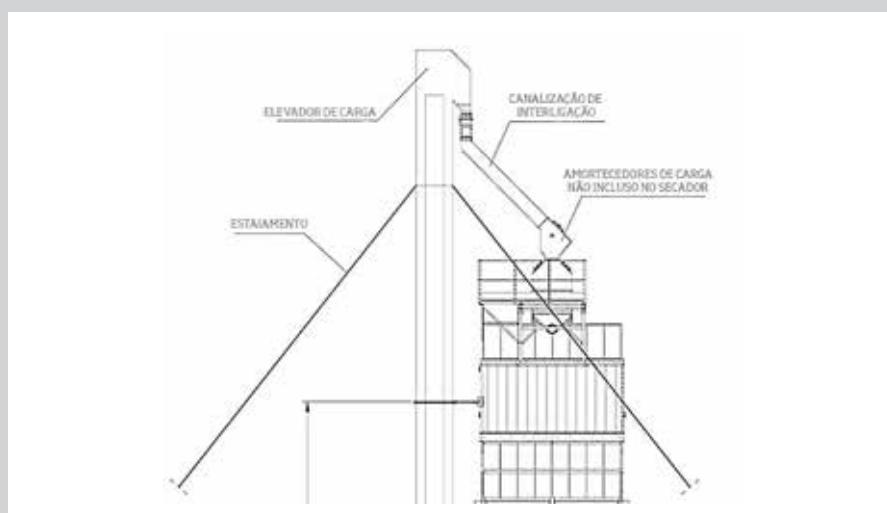 ELEVADOR DE CARGA
CANALIZAÇÃO DE
INTERLIGAÇÃO
AMORTECEDORES DE CARGA
NÃO INCLUSO NO SECADOR
ESTAIAMENTO